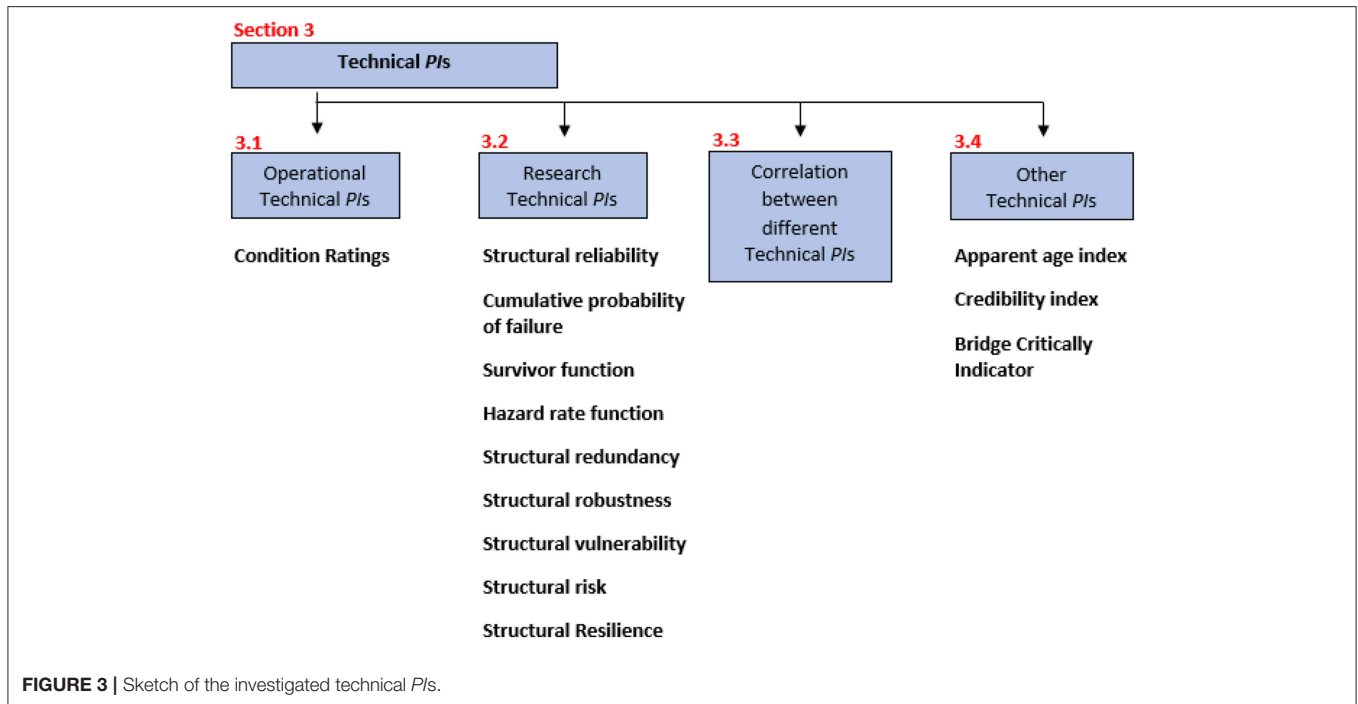 Section 3
Technical PIs
3.1
Operational
Technical PIs
Condition Ratings
3.2
Research
Technical PIs
Structural reliability
Cumulative probability
of failure
Survivor function
Hazard rate function
Structural redundancy
Structural robustness
Structural vulnerability
Structural risk
Structural Resilience
3.3
Correlation
between
different
Technical PIs
3.4
Other
Technical PIs
Apparent age index
Credibility index
Bridge Critically
Indicator
FIGURE 3 | Sketch of the investigated technical PIs.